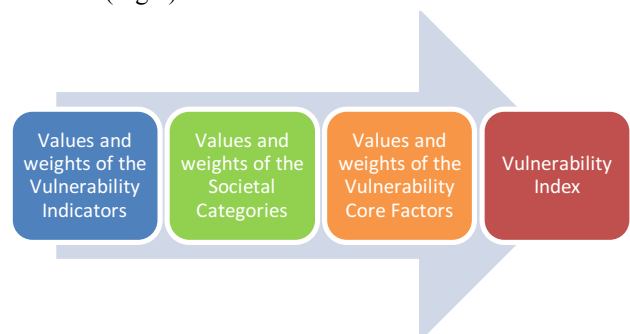 Values and
weights of the
Vulnerability
Indicators
Values and
weights of the
Societal
Categories
Values and
weights of the
Vulnerability
Core Factors
Vulnerability
Index